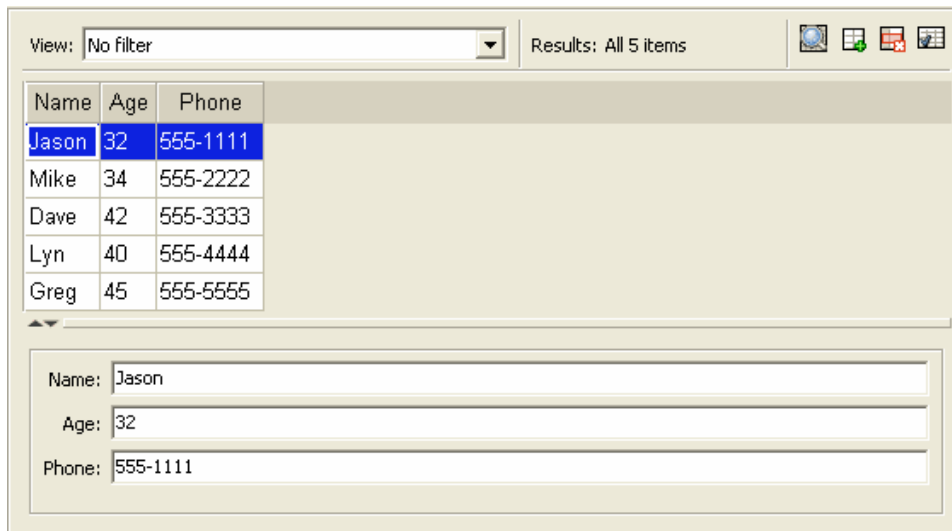 View: No filter Results: All 5 items
Name Age Phone
Jason 32 555-1111
Mike 34 555-2222
Dave 42 555-3333
Lyn 40 555-4444
Greg 45 555-5555
Name: Jason
Age: 32
Phone: 555-1111